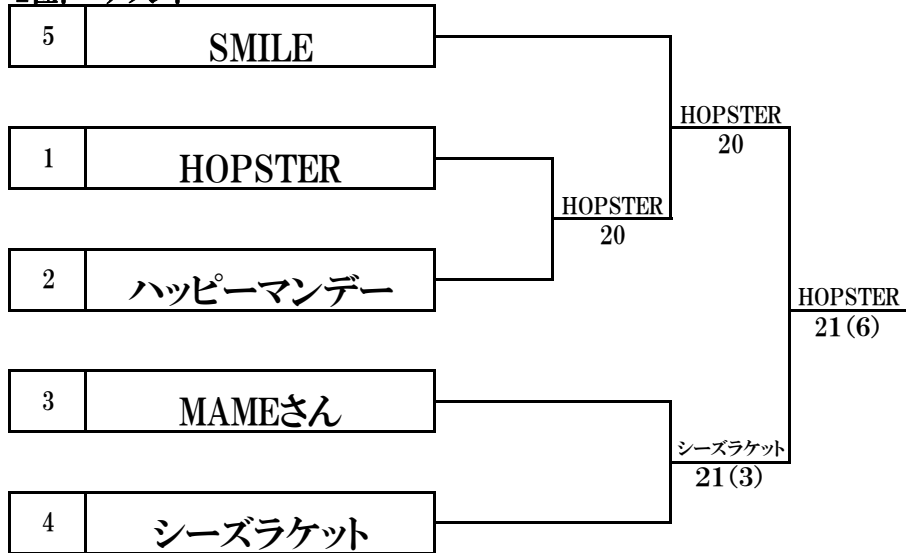 5 SMILE
HOPSTER
20
1 HOPSTER
HOPSTER
20
2 ハッピーマンデー
HOPSTER
21(6)
3 MAMEさん
シーズラケット
21(3)
4 シーズラケット